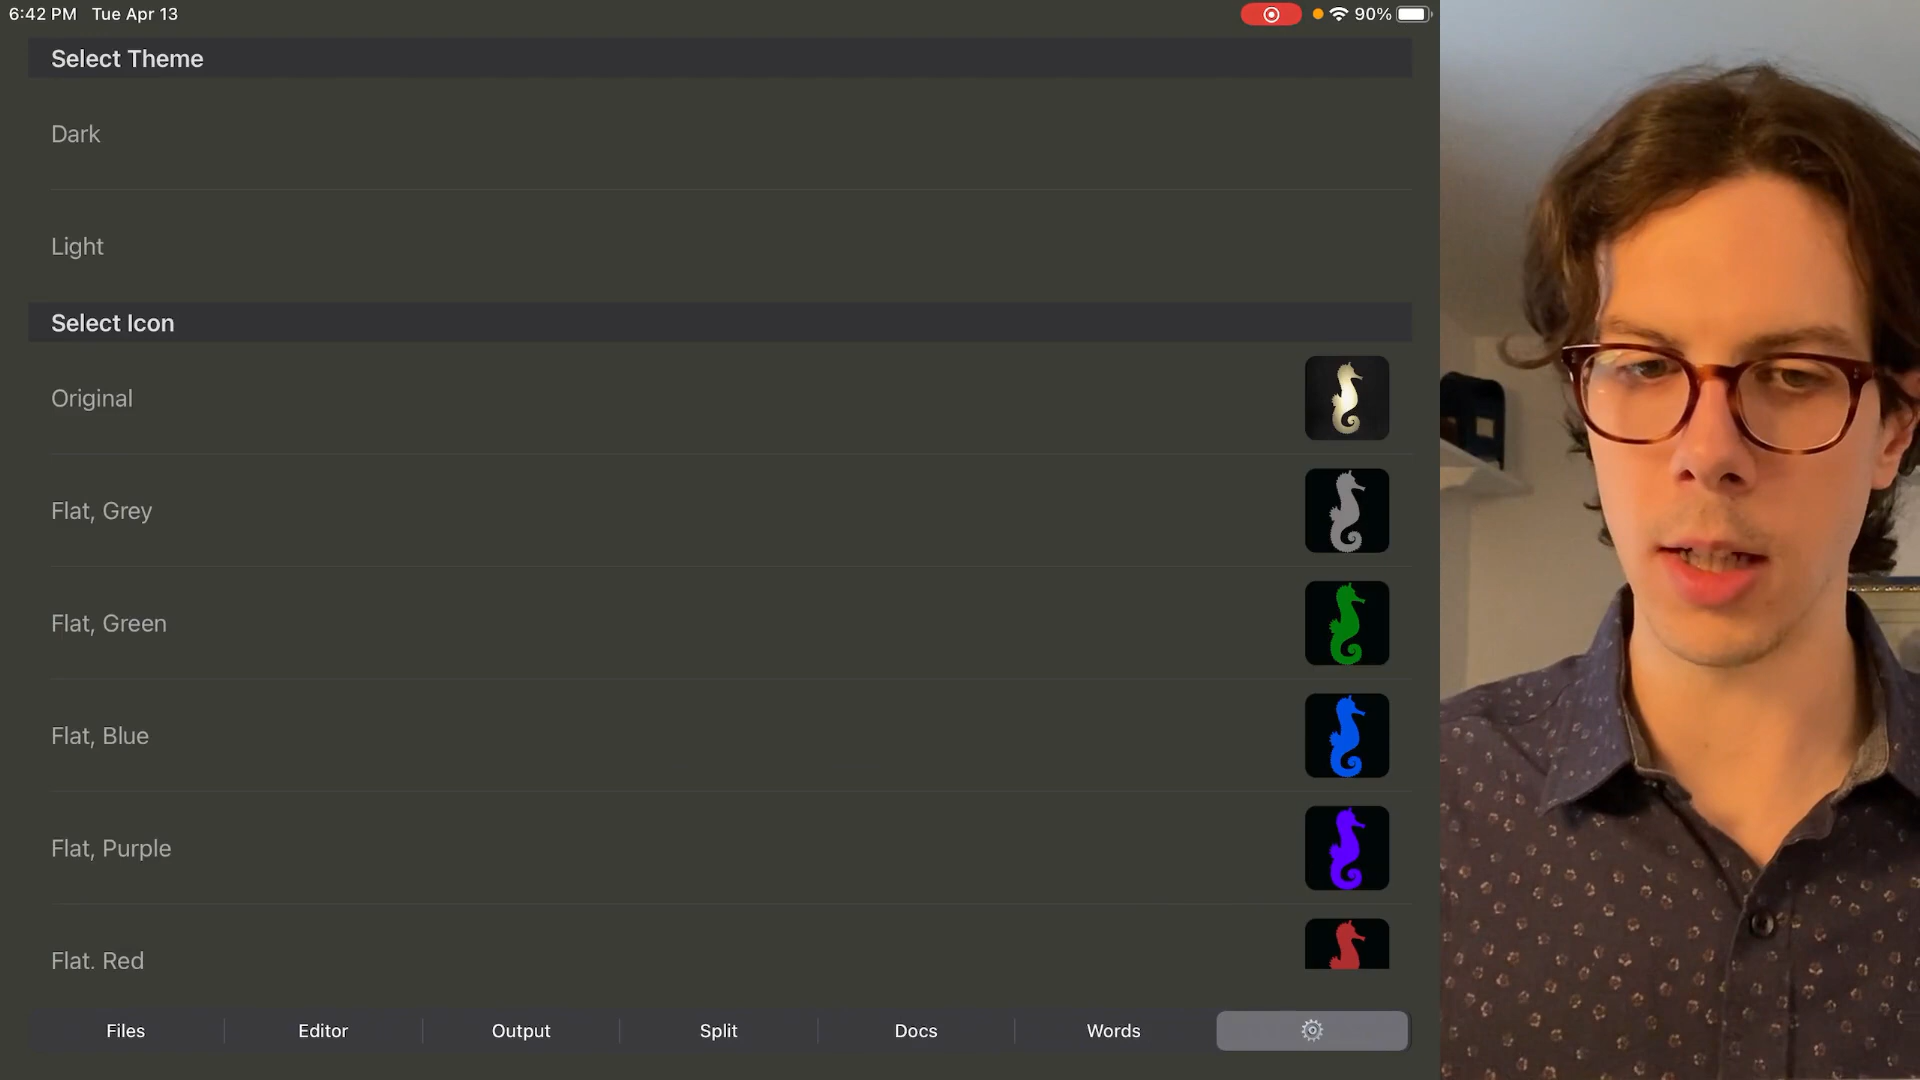 6:42 PM Tue Apr 13
90%
Select Theme
Dark
Light
Select Icon
Original
Flat, Grey
Flat, Green
Flat, Blue
Flat, Purple
Flat. Red
Files Editor Output Split Docs Words